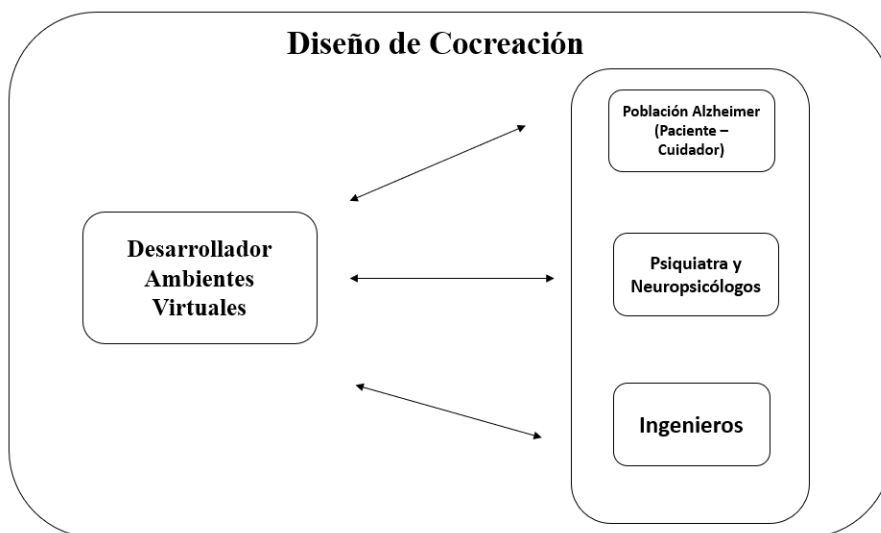 Diseño de Cocreación
Desarrollador
Ambientes
Virtuales
Población Alzheimer
(Paciente –
Cuidador)
Psiquiatra y
Neuropsicólogos
Ingenieros